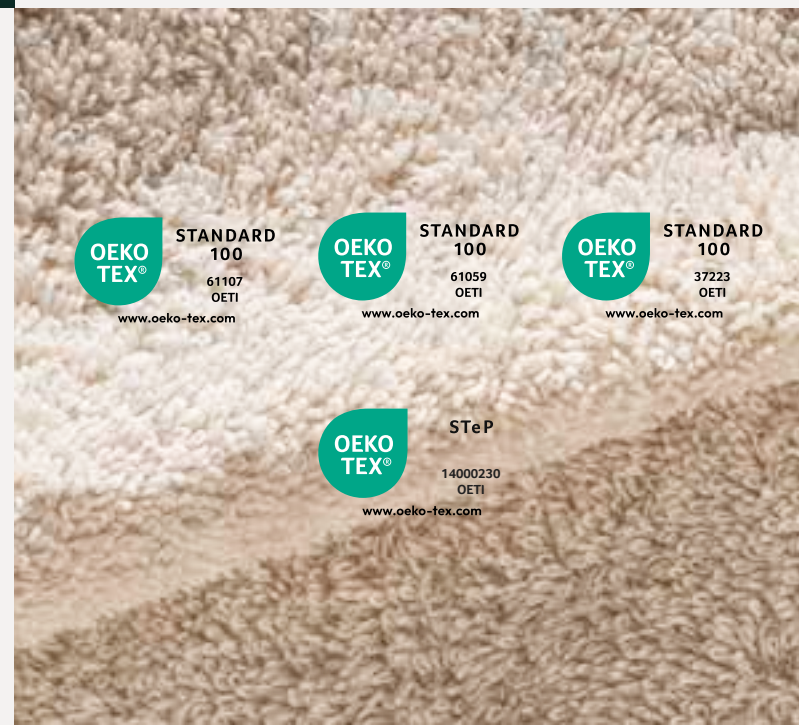 OEKO
TEX®
STANDARD
100
61107
OETI
www.oeko-tex.com
OEKO
TEX®
STANDARD
100
61059
OETI
www.oeko-tex.com
OEKO
TEX®
STANDARD
100
37223
OETI
www.oeko-tex.com
OEKO
TEX®
STeP
14000230
OETI
www.oeko-tex.com